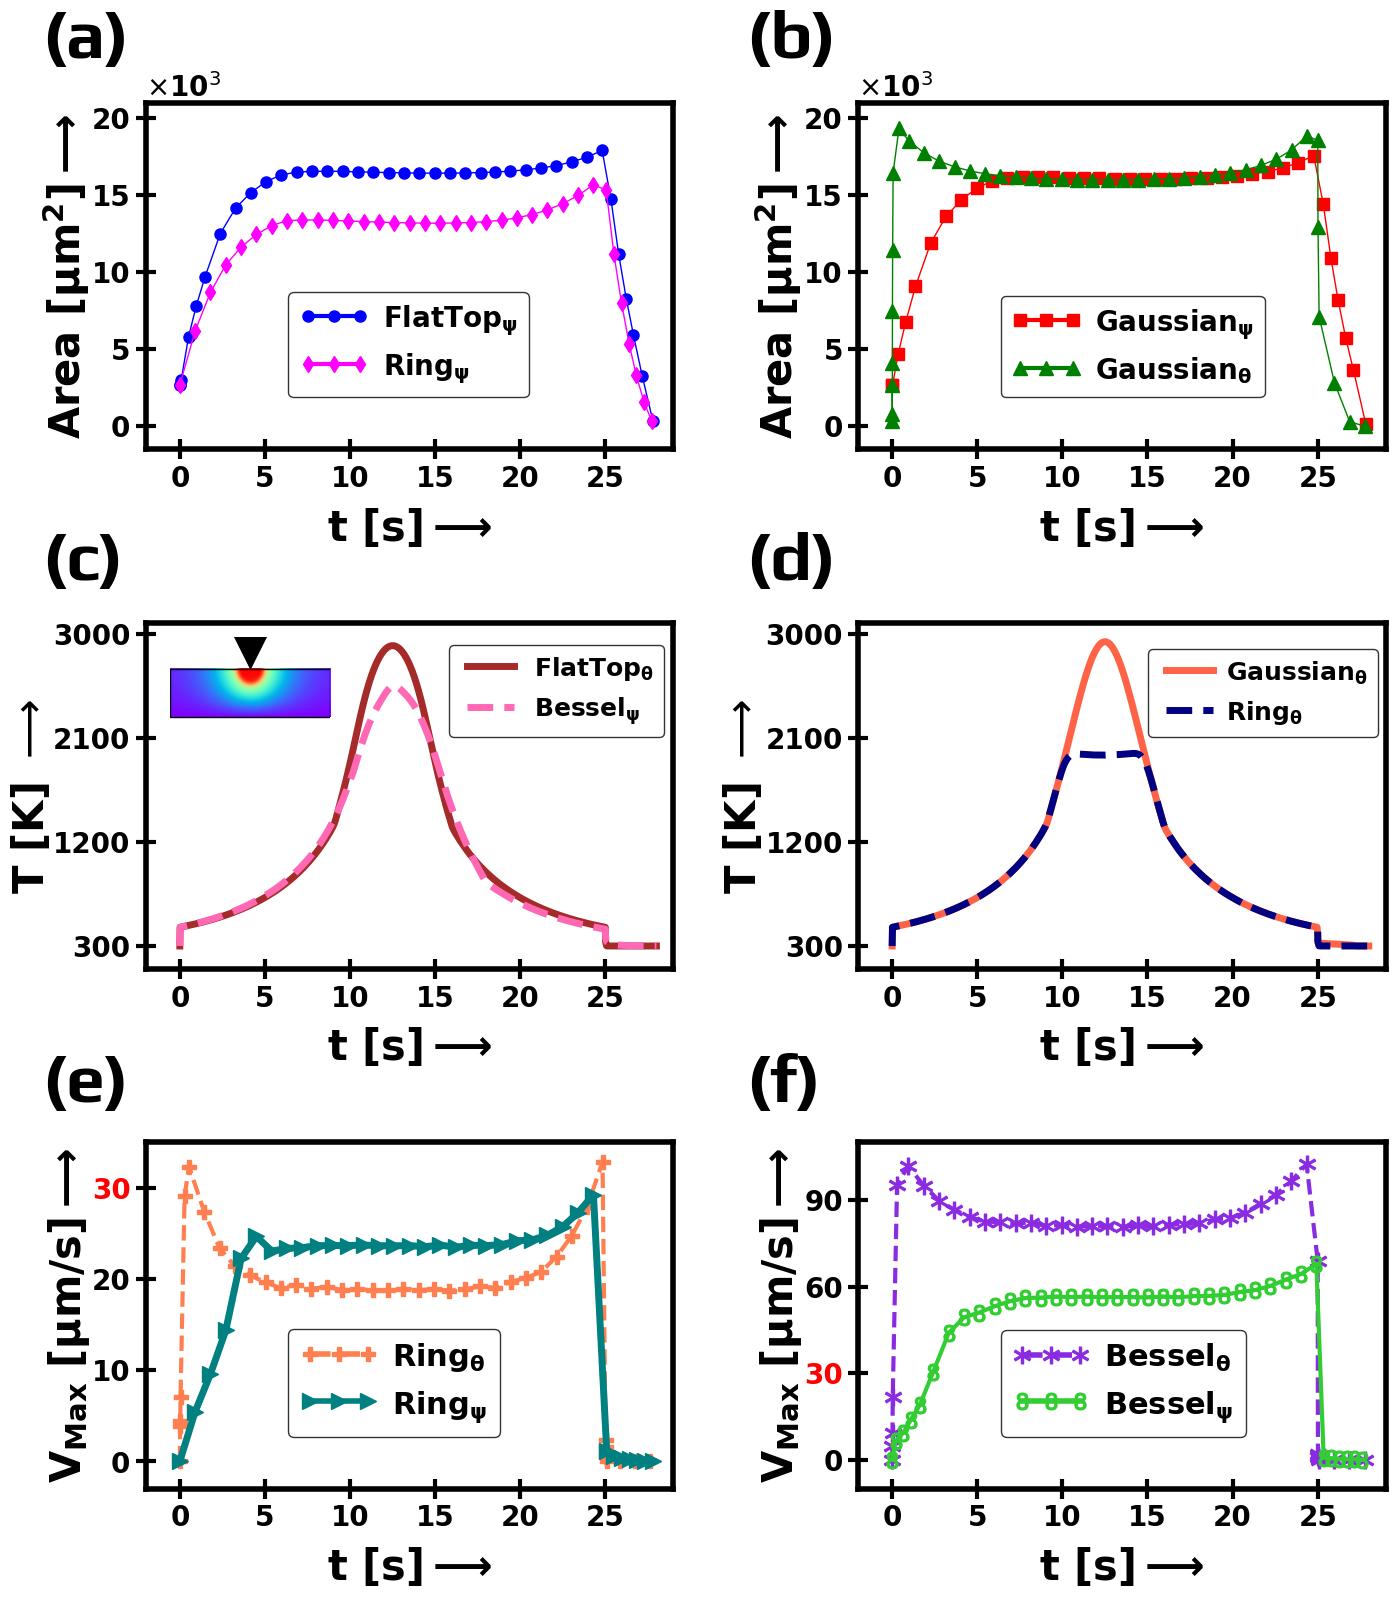 (a)
×10³
Area [μm²] ⟶
20
15
10
5
0
FlatTopψ
Ringψ
0 5 10 15 20 25
t [s] ⟶
(b)
×10³
Area [μm²] ⟶
20
15
10
5
0
Gaussianψ
Gaussianθ
0 5 10 15 20 25
t [s] ⟶
(c)
T [K] ⟶
3000
2100
1200
300
FlatTopθ
Besselψ
0 5 10 15 20 25
t [s] ⟶
(d)
T [K] ⟶
3000
2100
1200
300
Gaussianθ
Ringθ
0 5 10 15 20 25
t [s] ⟶
(e)
VMax [μm/s] ⟶
30
20
10
0
Ringθ
Ringψ
0 5 10 15 20 25
t [s] ⟶
(f)
VMax [μm/s] ⟶
90
60
30
0
Besselθ
Besselψ
0 5 10 15 20 25
t [s] ⟶